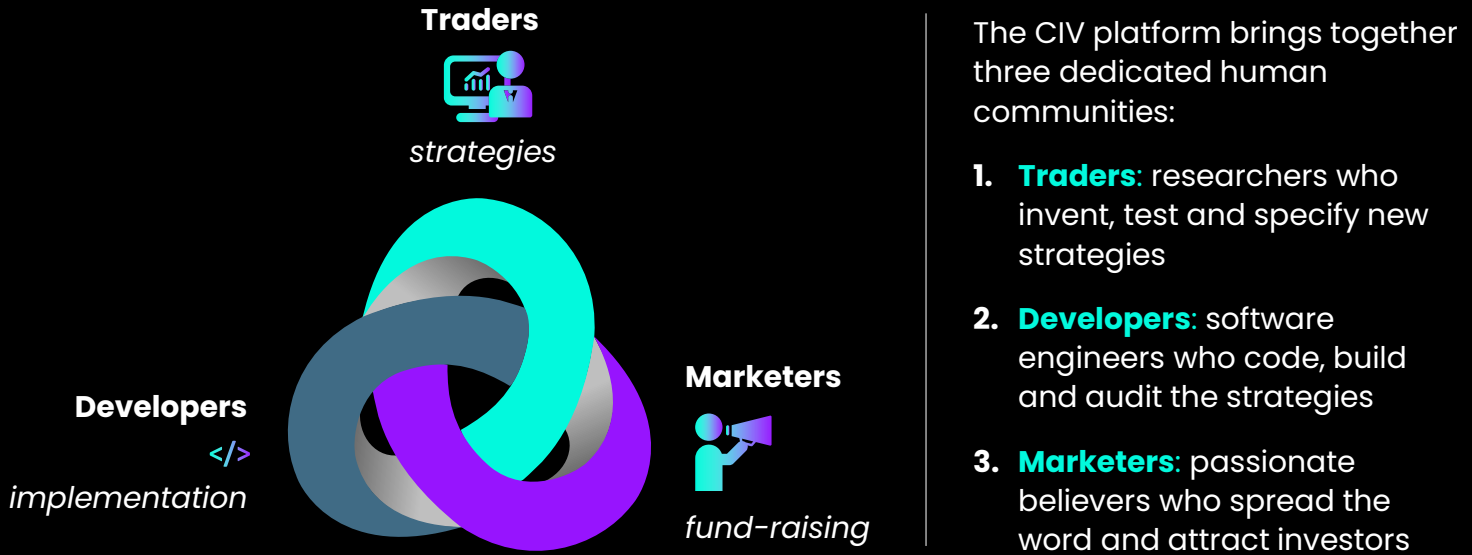 Traders
strategies
Developers
</>
implementation
Marketers
fund-raising
The CIV platform brings together
three dedicated human
communities:
1. Traders: researchers who
invent, test and specify new
strategies
2. Developers: software
engineers who code, build
and audit the strategies
3. Marketers: passionate
believers who spread the
word and attract investors